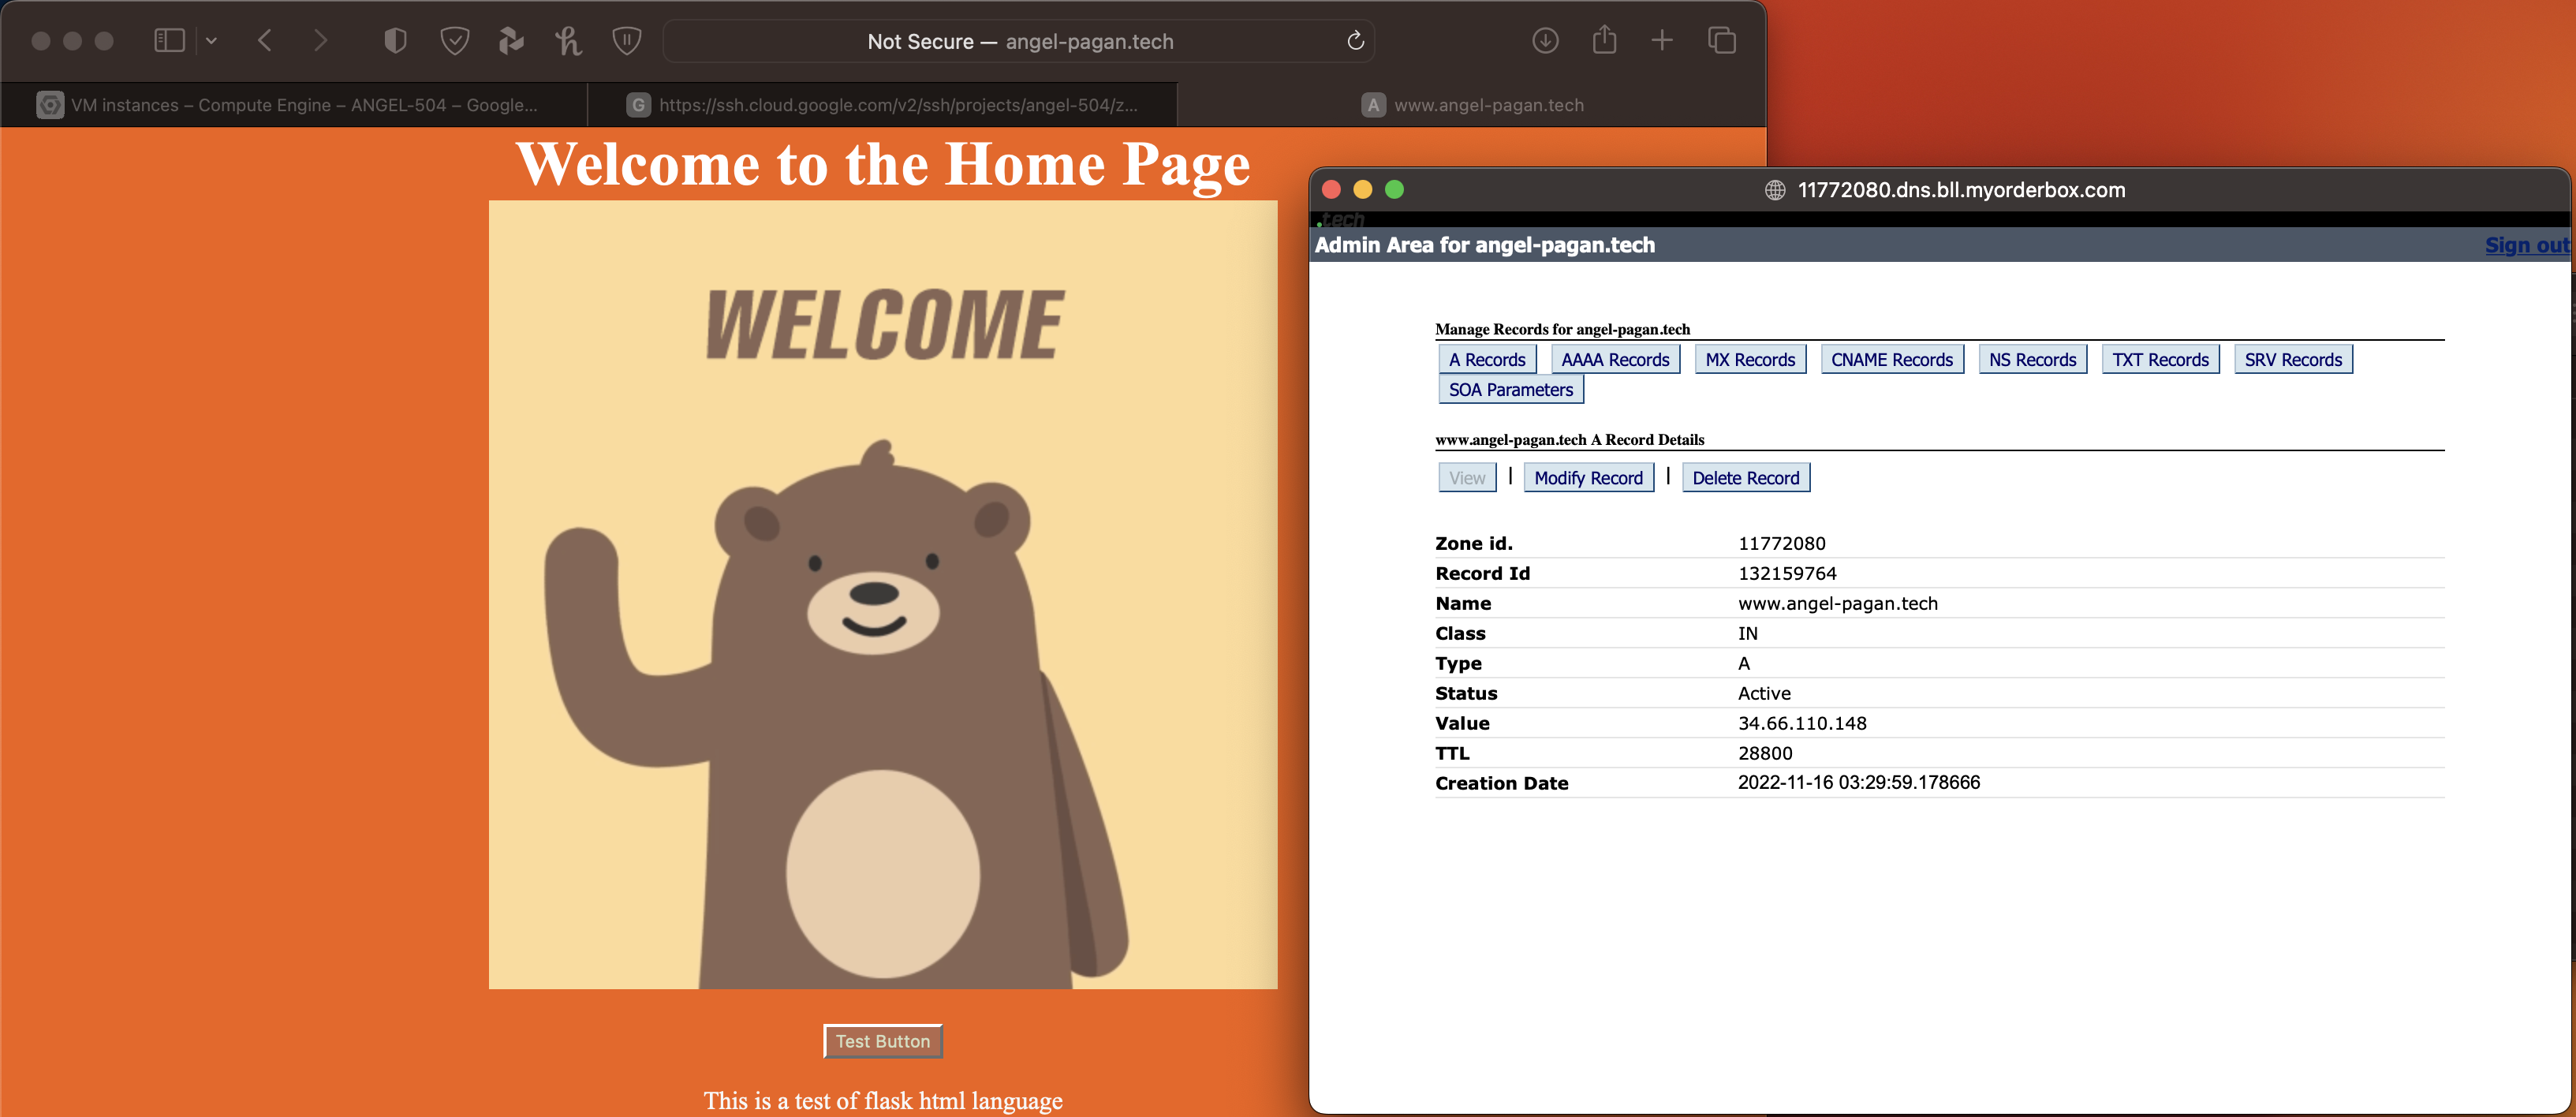 Not Secure — angel-pagan.tech
VM instances – Compute Engine – ANGEL-504 – Google...
G https://ssh.cloud.google.com/v2/ssh/projects/angel-504/z...
A www.angel-pagan.tech
Welcome to the Home Page
WELCOME
Test Button
This is a test of flask html language
11772080.dns.bll.myorderbox.com
.tech
Admin Area for angel-pagan.tech Sign out
Manage Records for angel-pagan.tech
A Records AAAA Records MX Records CNAME Records NS Records TXT Records SRV Records
SOA Parameters
www.angel-pagan.tech A Record Details
View | Modify Record | Delete Record
Zone id. 11772080
Record Id 132159764
Name www.angel-pagan.tech
Class IN
Type A
Status Active
Value 34.66.110.148
TTL 28800
Creation Date 2022-11-16 03:29:59.178666